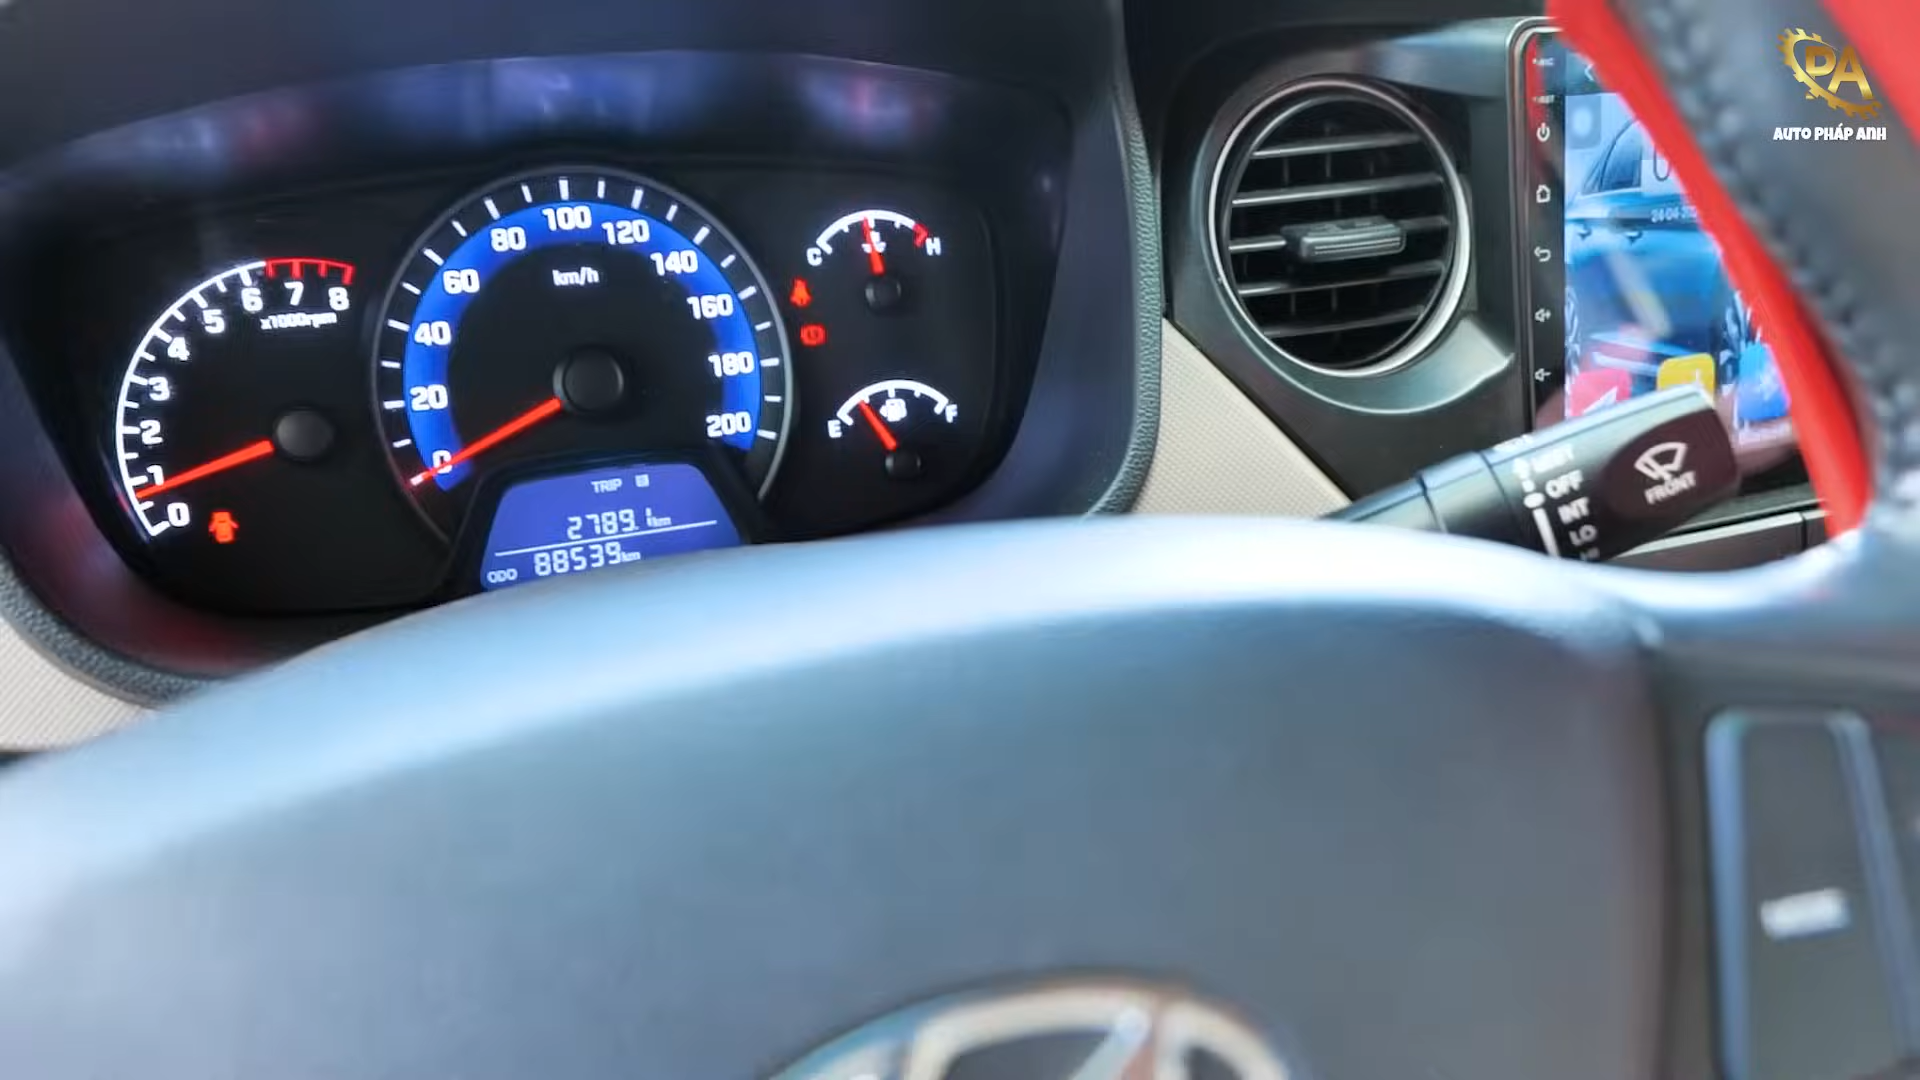 PA
AUTO PHÁP ANH
0
1
2
3
4
5
6
7
8
x1000rpm
0
20
40
60
80
100
120
140
160
180
200
km/h
C
H
E
F
TRIP
2789.1km
ODO 88539km
OFF
INT
LO
FRONT